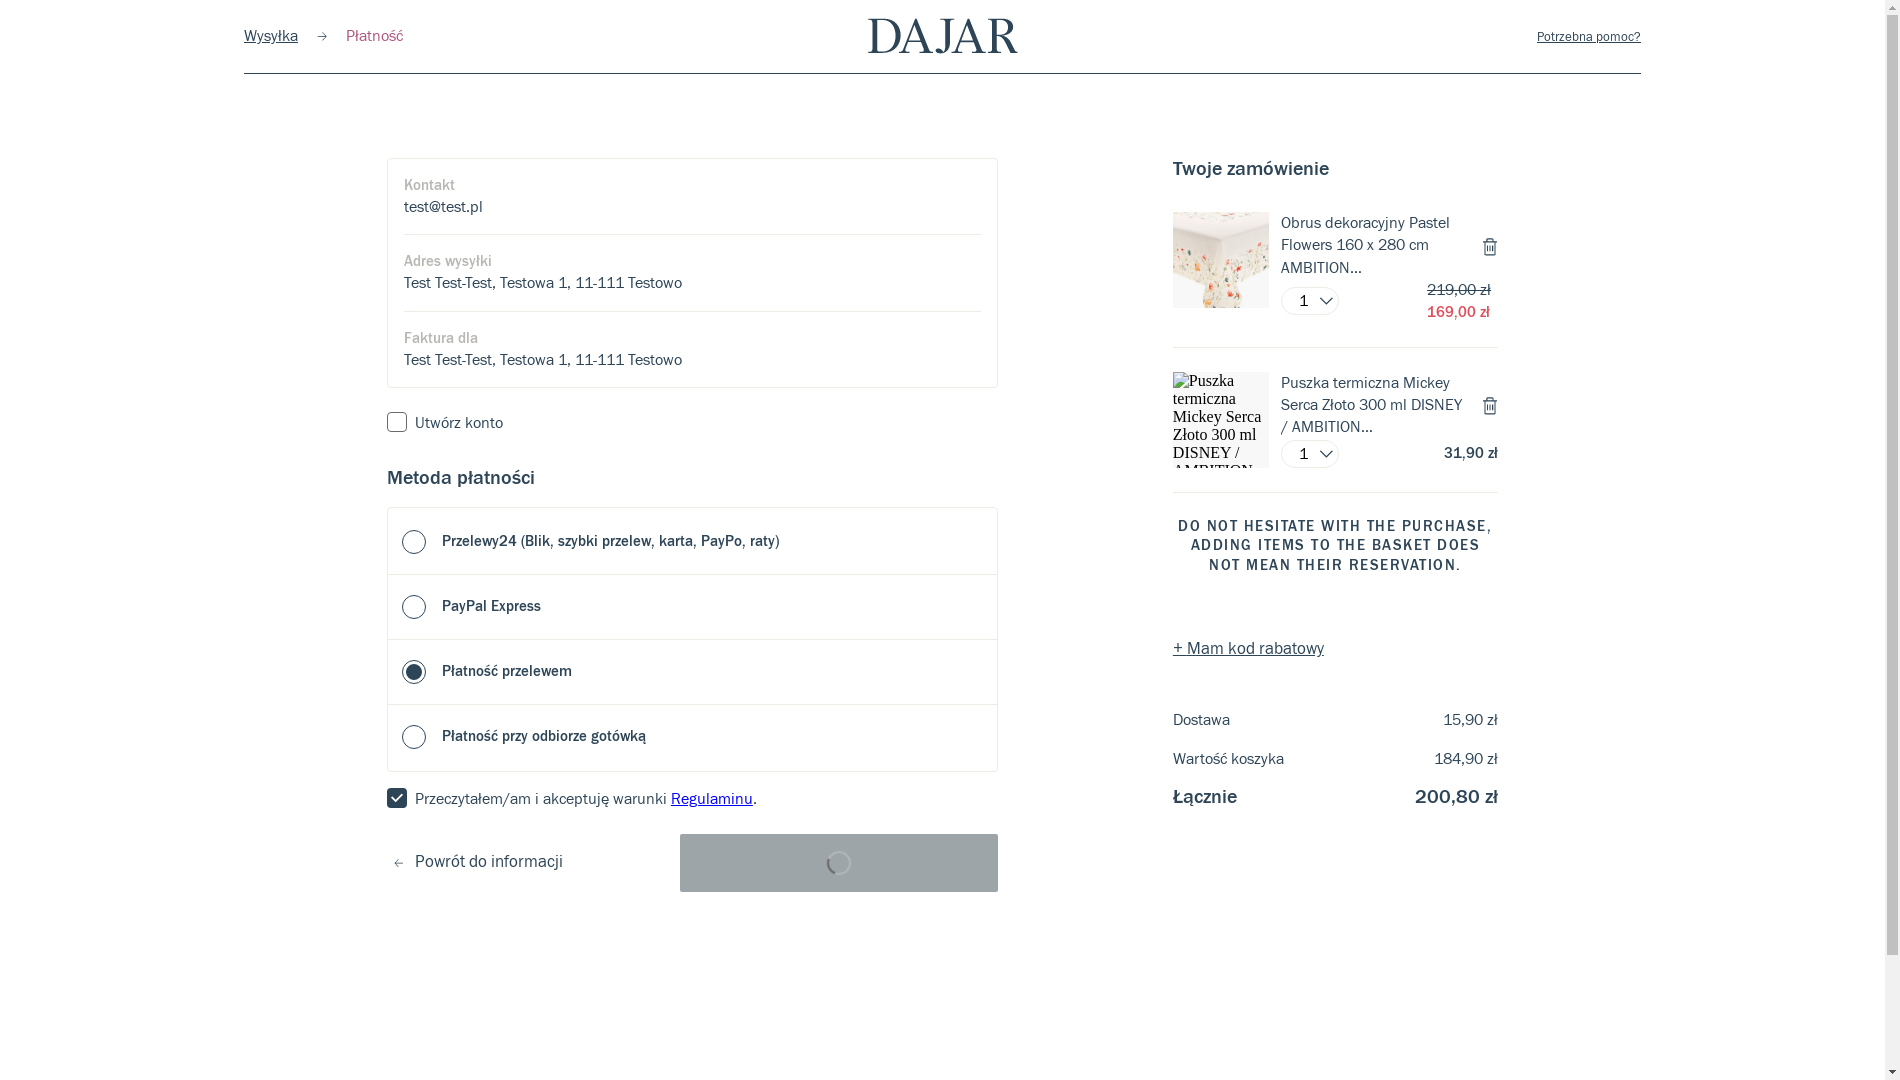 Wysyłka
Płatność
DAJAR
Potrzebna pomoc?
Kontakt
test@test.pl
Adres wysyłki
Test Test-Test, Testowa 1, 11-111 Testowo
Faktura dla
Test Test-Test, Testowa 1, 11-111 Testowo
Utwórz konto
Metoda płatności
Przelewy24 (Blik, szybki przelew, karta, PayPo, raty)
PayPal Express
Płatność przelewem
Płatność przy odbiorze gotówką
Przeczytałem/am i akceptuję warunki Regulaminu.
Powrót do informacji
Twoje zamówienie
Obrus dekoracyjny Pastel
Flowers 160 x 280 cm
AMBITION...
1
219,00 zł
169,00 zł
Puszka
termiczna
Mickey Serca
Złoto 300 ml
DISNEY /
AMBITION
Puszka termiczna Mickey
Serca Złoto 300 ml DISNEY
/ AMBITION...
1
31,90 zł
DO NOT HESITATE WITH THE PURCHASE,
ADDING ITEMS TO THE BASKET DOES
NOT MEAN THEIR RESERVATION.
+ Mam kod rabatowy
Dostawa 15,90 zł
Wartość koszyka 184,90 zł
Łącznie 200,80 zł